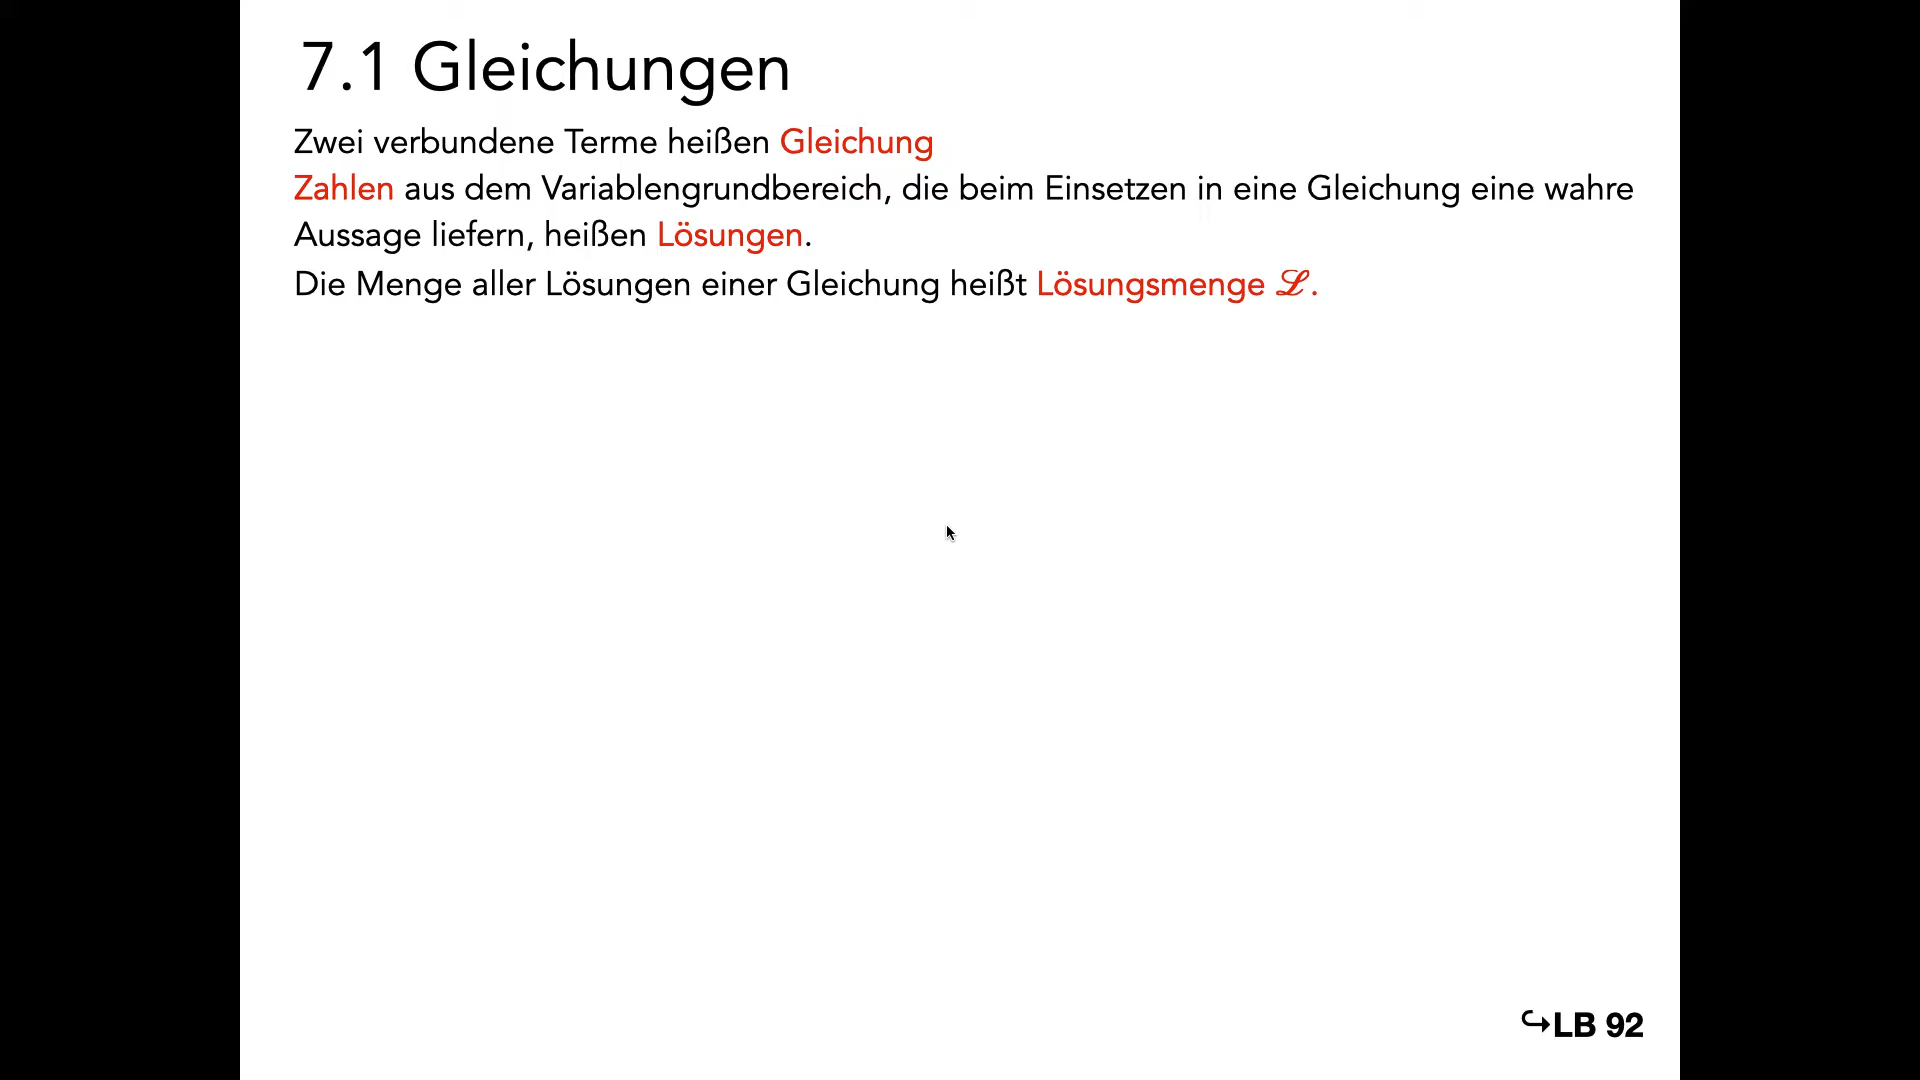 7.1 Gleichungen
Zwei verbundene Terme heißen Gleichung
Zahlen aus dem Variablengrundbereich, die beim Einsetzen in eine Gleichung eine wahre
Aussage liefern, heißen Lösungen.
Die Menge aller Lösungen einer Gleichung heißt Lösungsmenge ℒ.
↪LB 92